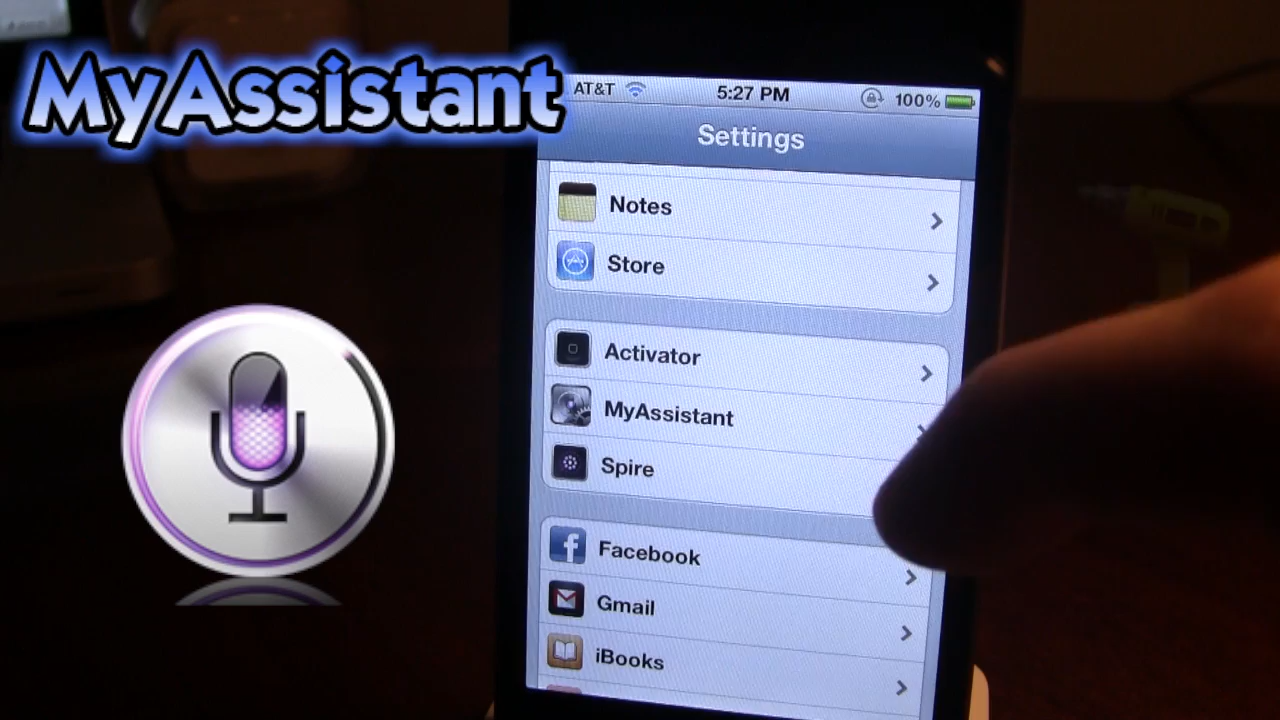 MyAssistant
AT&T 5:27 PM 100%
Settings
Notes
Store
Activator
MyAssistant
Spire
Facebook
Gmail
iBooks